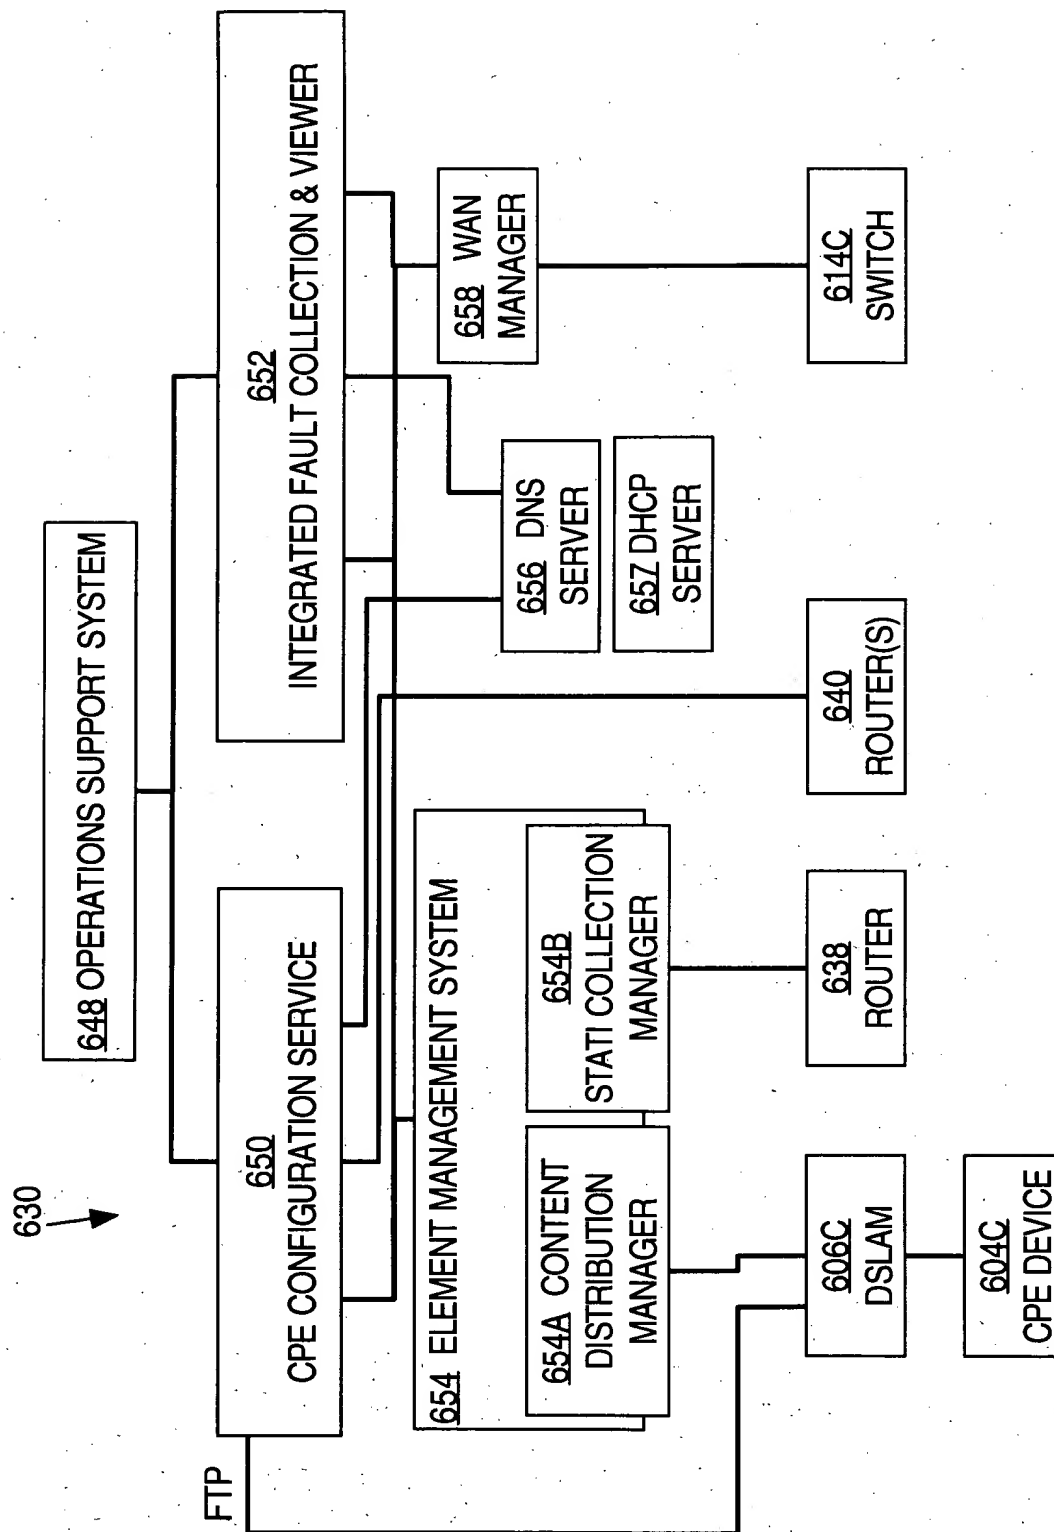 630
648 OPERATIONS SUPPORT SYSTEM
650
CPE CONFIGURATION SERVICE
652
INTEGRATED FAULT COLLECTION & VIEWER
FTP
654 ELEMENT MANAGEMENT SYSTEM
654A CONTENT
DISTRIBUTION
MANAGER
654B
STATI COLLECTION
MANAGER
656 DNS
SERVER
657 DHCP
SERVER
658 WAN
MANAGER
606C
DSLAM
638
ROUTER
640
ROUTER(S)
614C
SWITCH
604C
CPE DEVICE